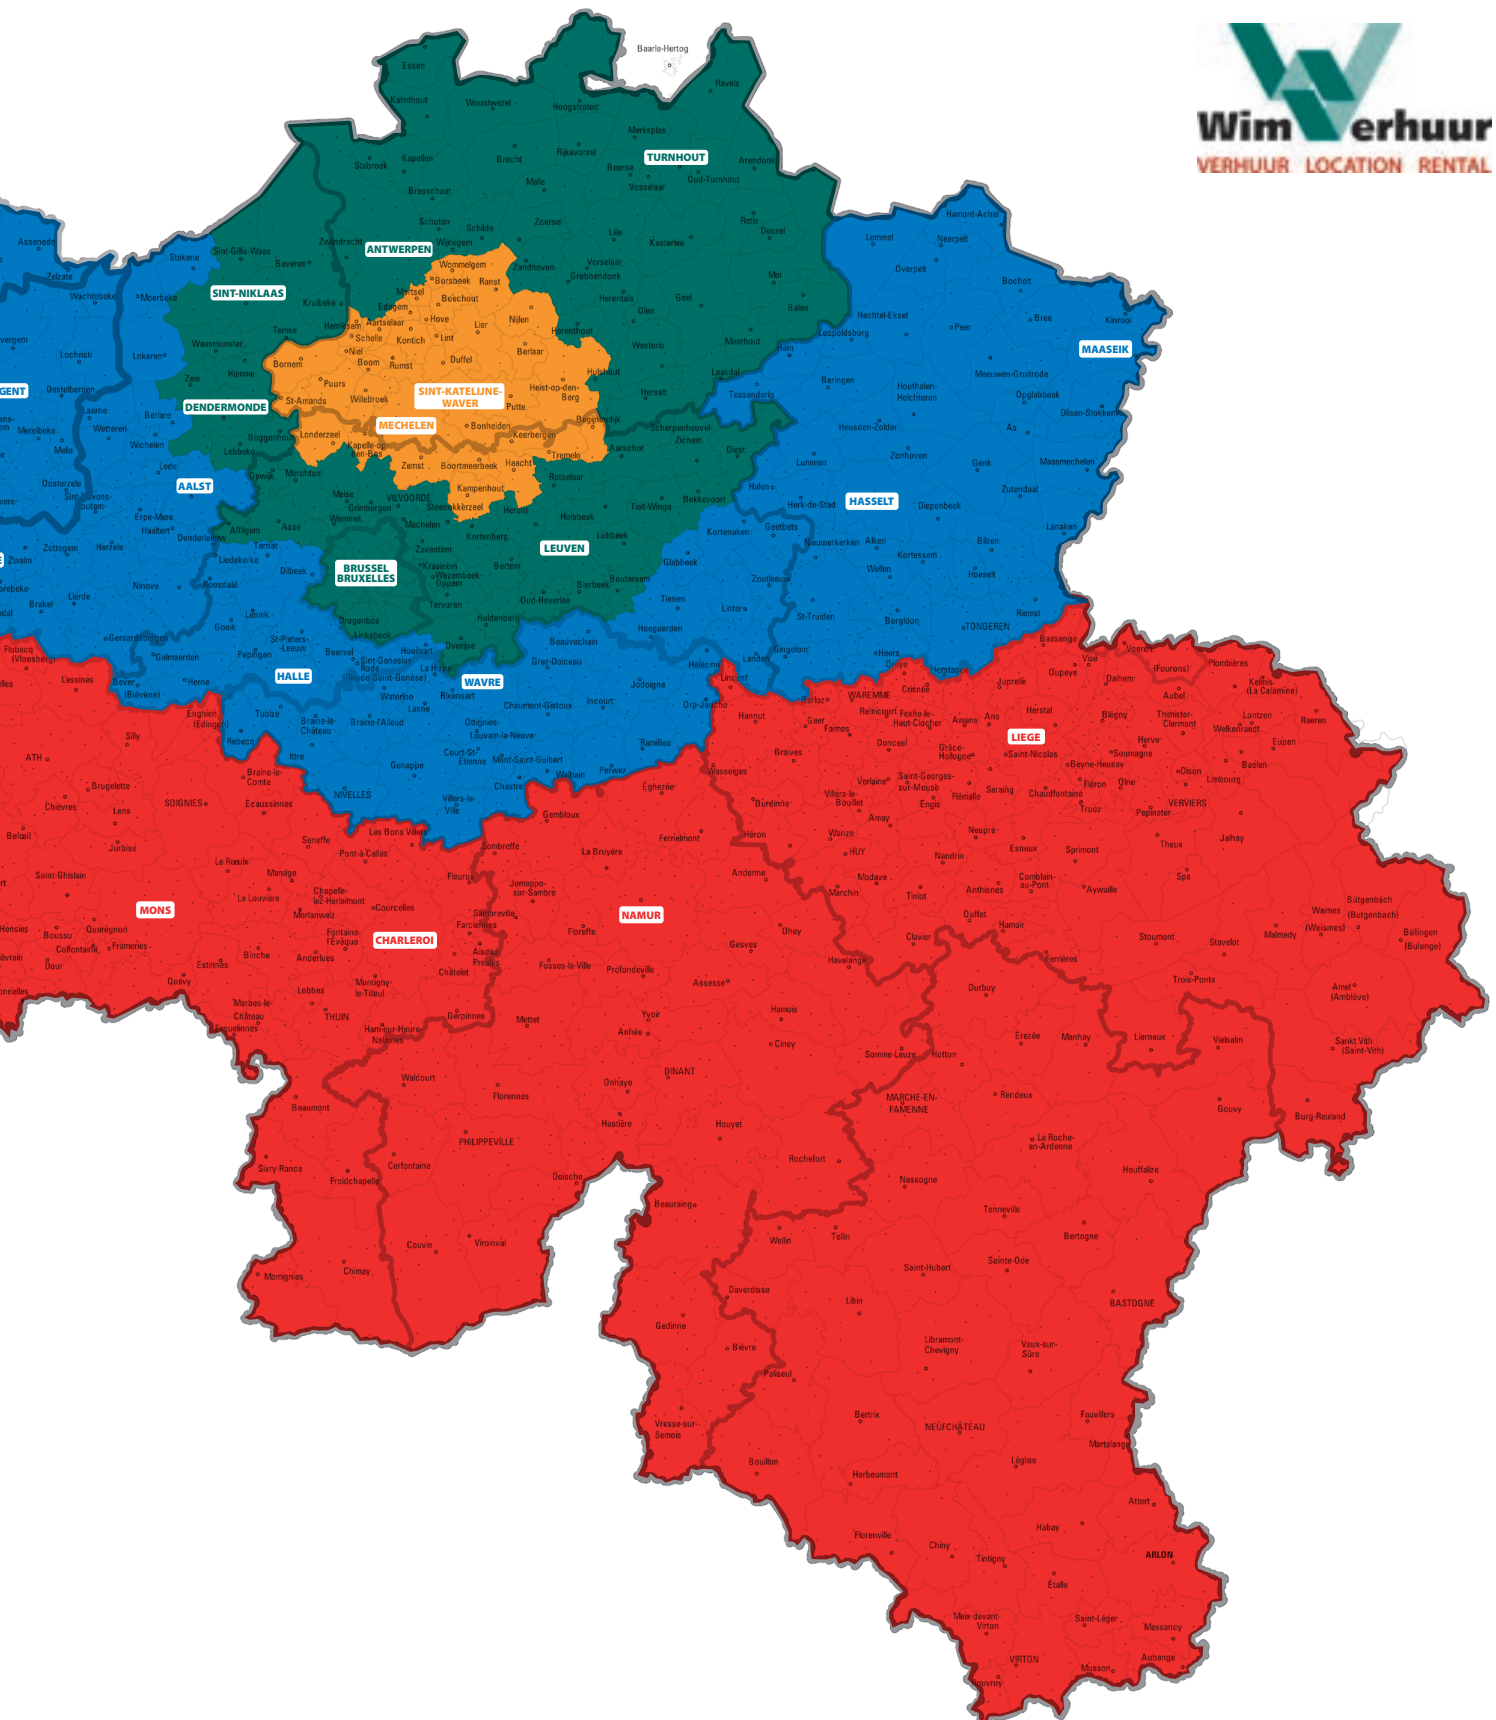 Baarle-Hertog
Wim Verhuur
VERHUUR LOCATION RENTAL
Essen
Kalmthout
Wuustwezel
Hoogstraten
Ravels
Merksplas
TURNHOUT
Arendonk
Stabroek
Kapellen
Brecht
Rijkevorsel
Beerse
Vosselaar
Oud-Turnhout
Malle
Brasschaat
Schoten
Schilde
Zoersel
Retie
Dessel
Lille
Kasterlee
Zwijndrecht
ANTWERPEN
Wijnegem
Wommelgem
Zandhoven
Vorselaar
Grobbendonk
Mol
Balen
Borsbeek
Ranst
Mortsel
Boechout
Herentals
Geel
Olen
Edegem
Aartselaar
Hove
Lier
Nijlen
Herenthout
Westerlo
Meerhout
Hemiksem
Schelle
Kontich
Lint
Niel
Boom
Rumst
Duffel
Berlaar
Hulshout
Laakdal
Herselt
Bornem
Puurs
Willebroek
St-Amands
SINT-KATELIJNE-
WAVER
Heist-op-den-
Berg
Putte
MECHELEN
Bonheiden
Keerbergen
Begijnendijk
Scherpenheuvel-
Zichem
Londerzeel
Kapelle-op-
den-Bos
Zemst
Boortmeerbeek
Haacht
Tremelo
Aarschot
Diest
Kampenhout
Rotselaar
Assenede
Stekene
Sint-Gillis-Waas
Beveren
Zelzate
Wachtebeke
Moerbeke
SINT-NIKLAAS
Kruibeke
Temse
Lochristi
Lokeren
Waasmunster
Hamme
Zele
GENT
Destelbergen
Laarne
Berlare
DENDERMONDE
Merelbeke
Wetteren
Wichelen
Buggenhout
Lebbeke
Melle
Lede
Opwijk
Merchtem
Oosterzele
AALST
Meise
Grimbergen
VILVOORDE
Steenokkerzeel
Herent
Holsbeek
Tielt-Winge
Bekkevoort
Erpe-Mere
Haaltert
Denderleeuw
Affligem
Asse
Wemmel
Machelen
Kortenberg
Lubbeek
Zottegem
Herzele
Ternat
Liedekerke
Dilbeek
Zaventem
Kraainem
Wezembeek-
Oppem
Bertem
LEUVEN
BRUSSEL
BRUXELLES
Zwalm
Ninove
Roosdaal
Tervuren
Oud-Heverlee
Bierbeek
Boutersem
Glabbeek
Kortenaken
Geetbets
Zoutleeuw
Brakel
Lierde
Lennik
Gooik
Drogenbos
Linkebeek
Huldenberg
Tienen
Linter
Hoegaarden
Geraardsbergen
Galmaarden
Pepingen
St-Pieters-
Leeuw
Beersel
Sint-Genesius
Rode
(Rhode-Saint-Genèse)
Hoeilaart
Overijse
Beauvechain
Landen
Gingelom
Bever
(Biévène)
Herne
HALLE
La Hulpe
WAVRE
Grez-Doiceau
Hélécine
Lommel
Hamont-Achel
Neerpelt
Overpelt
Bocholt
Hechtel-Eksel
Peer
Bree
Kinrooi
Leopoldsburg
Ham
MAASEIK
Meeuwen-Gruitrode
Tessenderlo
Beringen
Houthalen-
Helchteren
Opglabbeek
Dilsen-Stokkem
Heusden-Zolder
As
Zonhoven
Genk
Maasmechelen
Lummen
Halen
Herk-de-Stad
HASSELT
Zutendaal
Diepenbeek
Lanaken
Nieuwerkerken
Alken
Kortessem
Bilzen
Wellen
Hoeselt
St-Truiden
Borgloon
Riemst
TONGEREN
Heers
Herstappe
Bassenge
Flobecq
(Vloesberg)
Lessines
Enghien
(Edingen)
Silly
ATH
Tubize
Rebecq
Braine-le-
Château
Braine-l'Alleud
Waterloo
Lasne
Rixensart
Ottignies-
Louvain-la-Neuve
Chaumont-Gistoux
Incourt
Jodoigne
Orp-Jauche
Lincent
Ittre
Genappe
Court-St-
Etienne
Mont-Saint-Guibert
Ramillies
Walhain
Perwez
Chastre
NIVELLES
Villers-la-
Ville
Brugelette
Chièvres
Lens
SOIGNIES
Braine-le-
Comte
Écaussinnes
Belœil
Jurbise
Seneffe
Les Bons Villers
Pont-à-Celles
Sombreffe
Gembloux
Éghezée
Fernelmont
La Bruyère
Saint-Ghislain
Le Rœulx
Manage
La Louvière
Chapelle-
lez-Herlaimont
Morlanwelz
Courcelles
Fleurus
Jemeppe-
sur-Sambre
Sambreville
Farciennes
Aiseau
Presles
MONS
NAMUR
CHARLEROI
Hensies
Boussu
Quaregnon
Colfontaine
Frameries
Dour
Quévy
Estinnes
Binche
Fontaine-
l'Évêque
Anderlues
Châtelet
Montigny-
le-Tilleul
Lobbes
THUIN
Merbes-le-
Château
Erquelinnes
Ham-sur-Heure-
Nalinnes
Gerpinnes
Floreffe
Fosses-la-Ville
Profondeville
Mettet
Assesse
Gesves
Ohey
Andenne
Yvoir
Anhée
Hamois
Ciney
Havelange
Somme-Leuze
Beaumont
Walcourt
Florennes
Onhaye
DINANT
Hastière
Houyet
Rochefort
PHILIPPEVILLE
Cerfontaine
Doische
Sivry-Rance
Froidchapelle
Beauraing
Couvin
Viroinval
Momignies
Chimay
Gedinne
Bièvre
Vresse-sur-
Semois
Berloz
WAREMME
Oreye
Crisnée
Juprelle
Oupeye
Visé
Dalhem
Voeren
(Fourons)
Plombières
Kelmis
(La Calamine)
Aubel
Hannut
Geer
Faimes
Remicourt
Fexhe-le-
Haut-Clocher
Awans
Ans
Herstal
LIEGE
Blégny
Thimister-
Clermont
Lontzen
Welkenraedt
Raeren
Eupen
Herve
Soumagne
Baelen
Braives
Donceel
Grâce-
Hollogne
Saint-Nicolas
Beyne-Heusay
Fléron
Olne
Dison
Limbourg
Wasseiges
Verlaine
Saint-Georges-
sur-Meuse
Flémalle
Seraing
Chaudfontaine
Trooz
Pepinster
VERVIERS
Burdinne
Villers-le-
Bouillet
Engis
Amay
Héron
Wanze
HUY
Neupré
Esneux
Sprimont
Theux
Jalhay
Nandrin
Modave
Marchin
Tinlot
Anthisnes
Comblain-
au-Pont
Aywaille
Spa
Clavier
Ouffet
Hamoir
Ferrières
Stoumont
Stavelot
Malmedy
Waimes
(Weismes)
Bütgenbach
(Butgenbach)
Büllingen
(Bulange)
Trois-Ponts
Amel
(Amblève)
Durbuy
Lierneux
Vielsalm
Sankt Vith
(Saint-Vith)
Hotton
Erezée
Manhay
MARCHE-EN-
FAMENNE
Rendeux
Gouvy
Burg-Reuland
La Roche-
en-Ardenne
Houffalize
Nassogne
Tenneville
Bertogne
Wellin
Tellin
Saint-Hubert
Sainte-Ode
Daverdisse
Libin
BASTOGNE
Libramont-
Chevigny
Vaux-sur-
Sûre
Paliseul
Bertrix
NEUFCHÂTEAU
Fauvillers
Martelange
Bouillon
Herbeumont
Léglise
Attert
Florenville
Chiny
Habay
ARLON
Tintigny
Étalle
Meix-devant-
Virton
Saint-Léger
Messancy
VIRTON
Musson
Aubange
Rouvroy